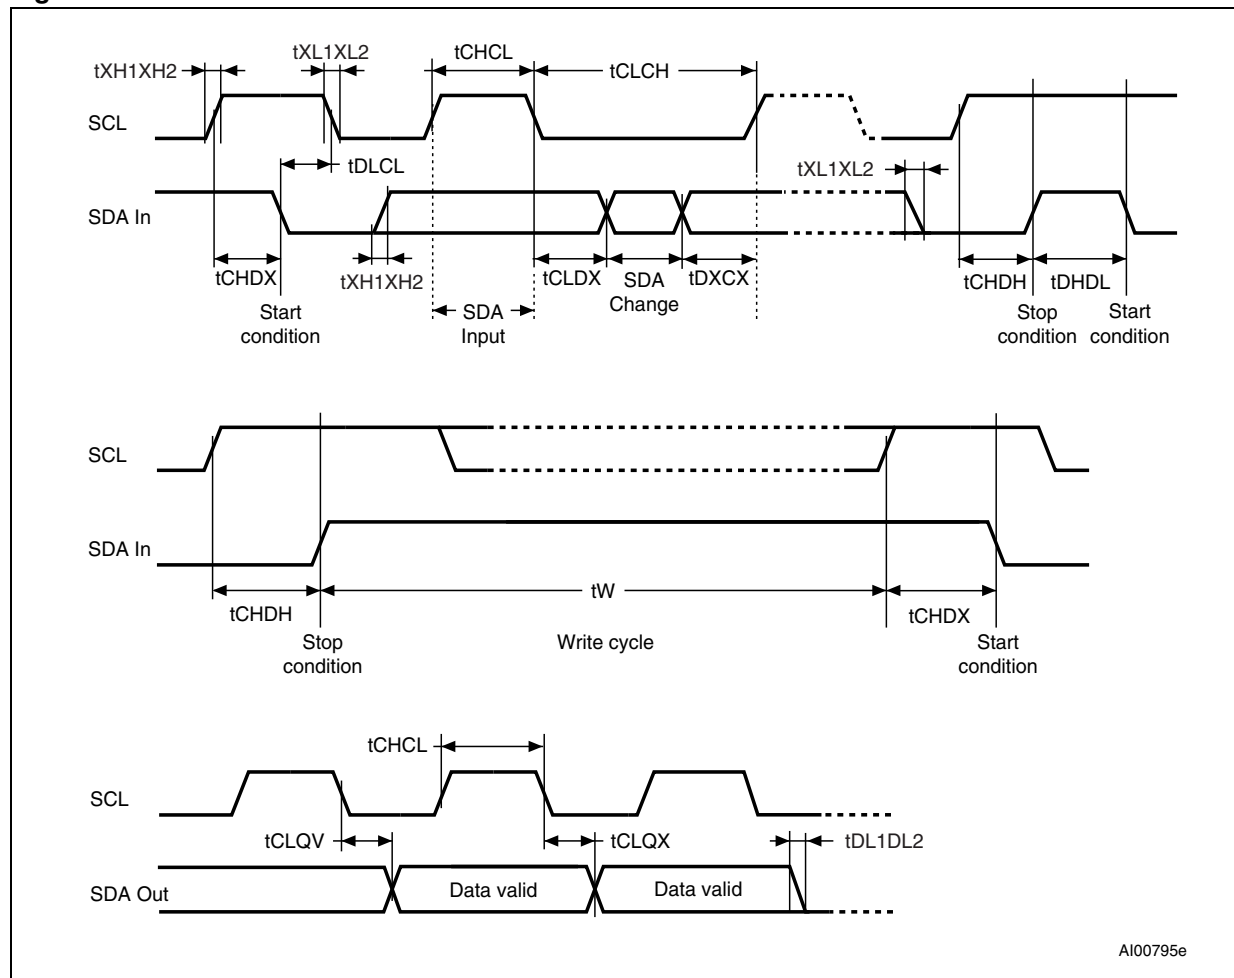 tXH1XH2
tXL1XL2
tCHCL
tCLCH
SCL
tDLCL
tXL1XL2
SDA In
tCHDX
tXH1XH2
tCLDX
SDA
Change
tDXCX
tCHDH
tDHDL
Start
condition
SDA
Input
Stop
condition
Start
condition
SCL
SDA In
tCHDH
tW
tCHDX
Stop
condition
Write cycle
Start
condition
tCHCL
SCL
tCLQV
tCLQX
tDL1DL2
SDA Out
Data valid
Data valid
AI00795e